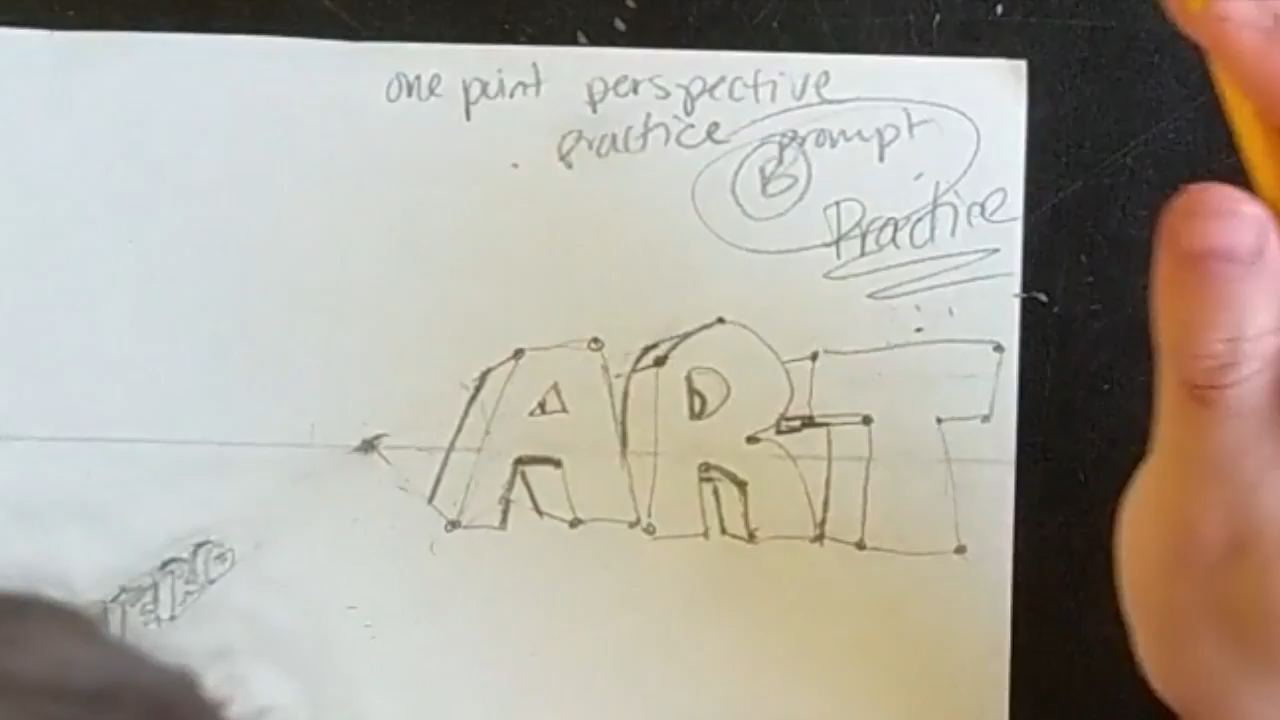 one point perspective
practice prompt
B
Practice
ART